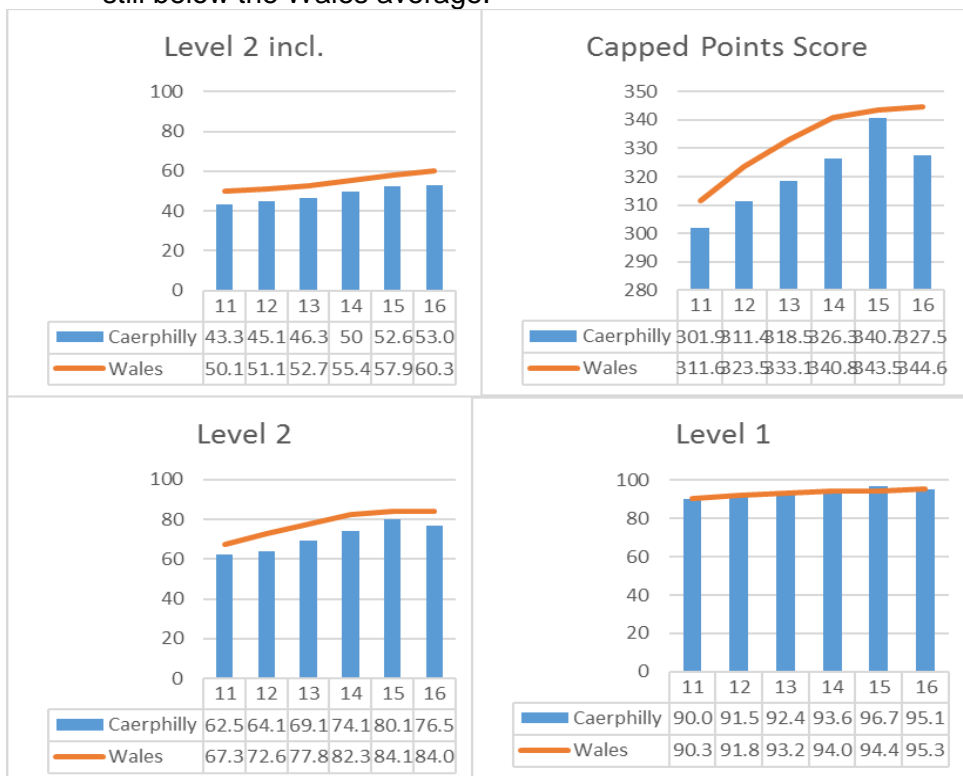 still below the Wales average.
Level 2 incl.
100
80
60
40
20
0
11 12 13 14 15 16
Caerphilly 43.3 45.1 46.3 50 52.6 53.0
Wales 50.1 51.1 52.7 55.4 57.9 60.3
Capped Points Score
350
340
330
320
310
300
290
280
11 12 13 14 15 16
Caerphilly 301.9 311.4 318.5 326.3 340.7 327.5
Wales 311.6 323.5 333.1 340.8 343.5 344.6
Level 2
100
80
60
40
20
0
11 12 13 14 15 16
Caerphilly 62.5 64.1 69.1 74.1 80.1 76.5
Wales 67.3 72.6 77.8 82.3 84.1 84.0
Level 1
100
80
60
40
20
0
11 12 13 14 15 16
Caerphilly 90.0 91.5 92.4 93.6 96.7 95.1
Wales 90.3 91.8 93.2 94.0 94.4 95.3